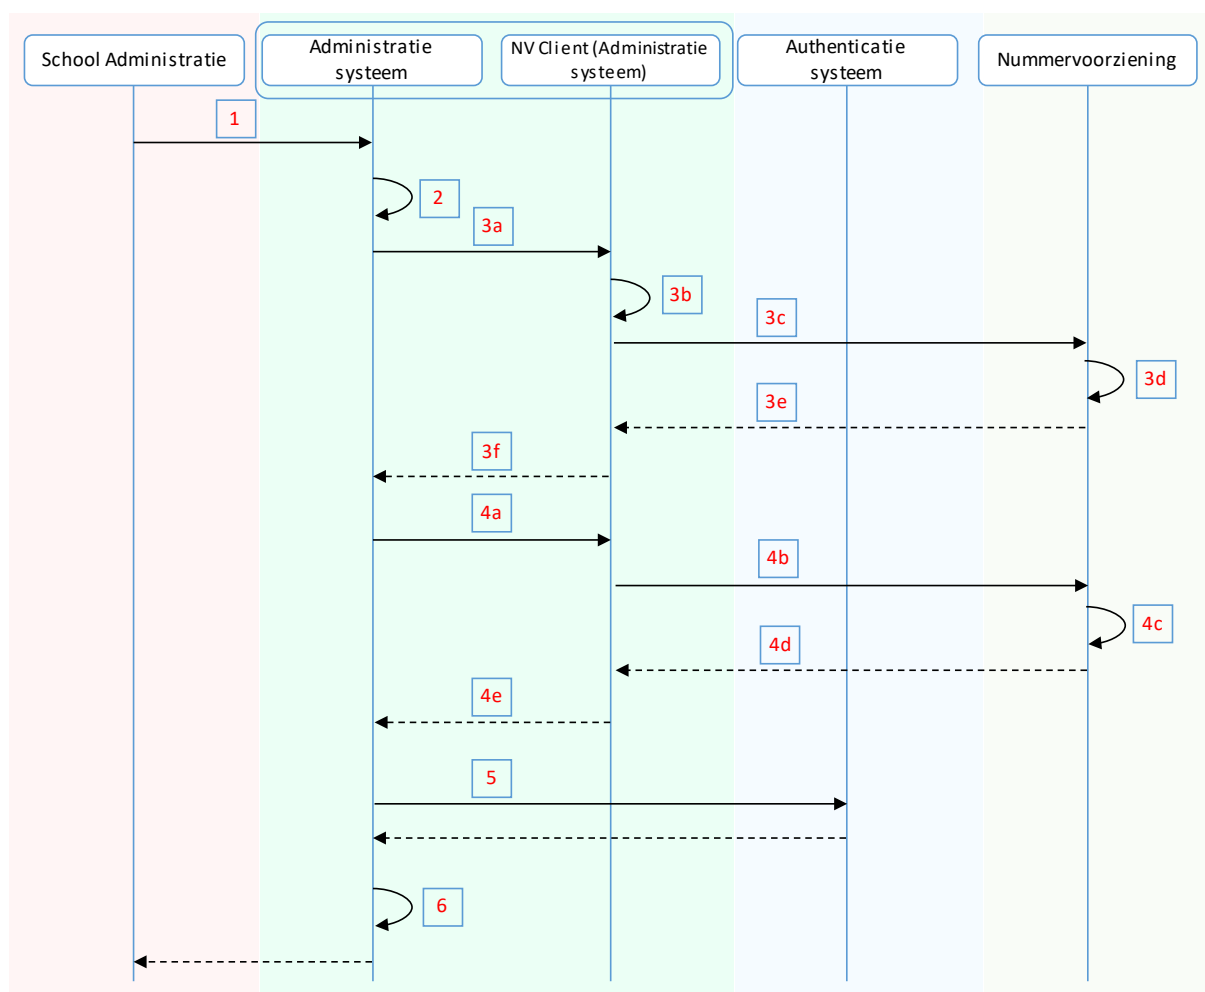 School Administratie
Administratie
systeem
NV Client (Administratie
systeem)
Authenticatie
systeem
Nummervoorziening
1
2
3a
3b
3c
3d
3e
3f
4a
4b
4c
4d
4e
5
6